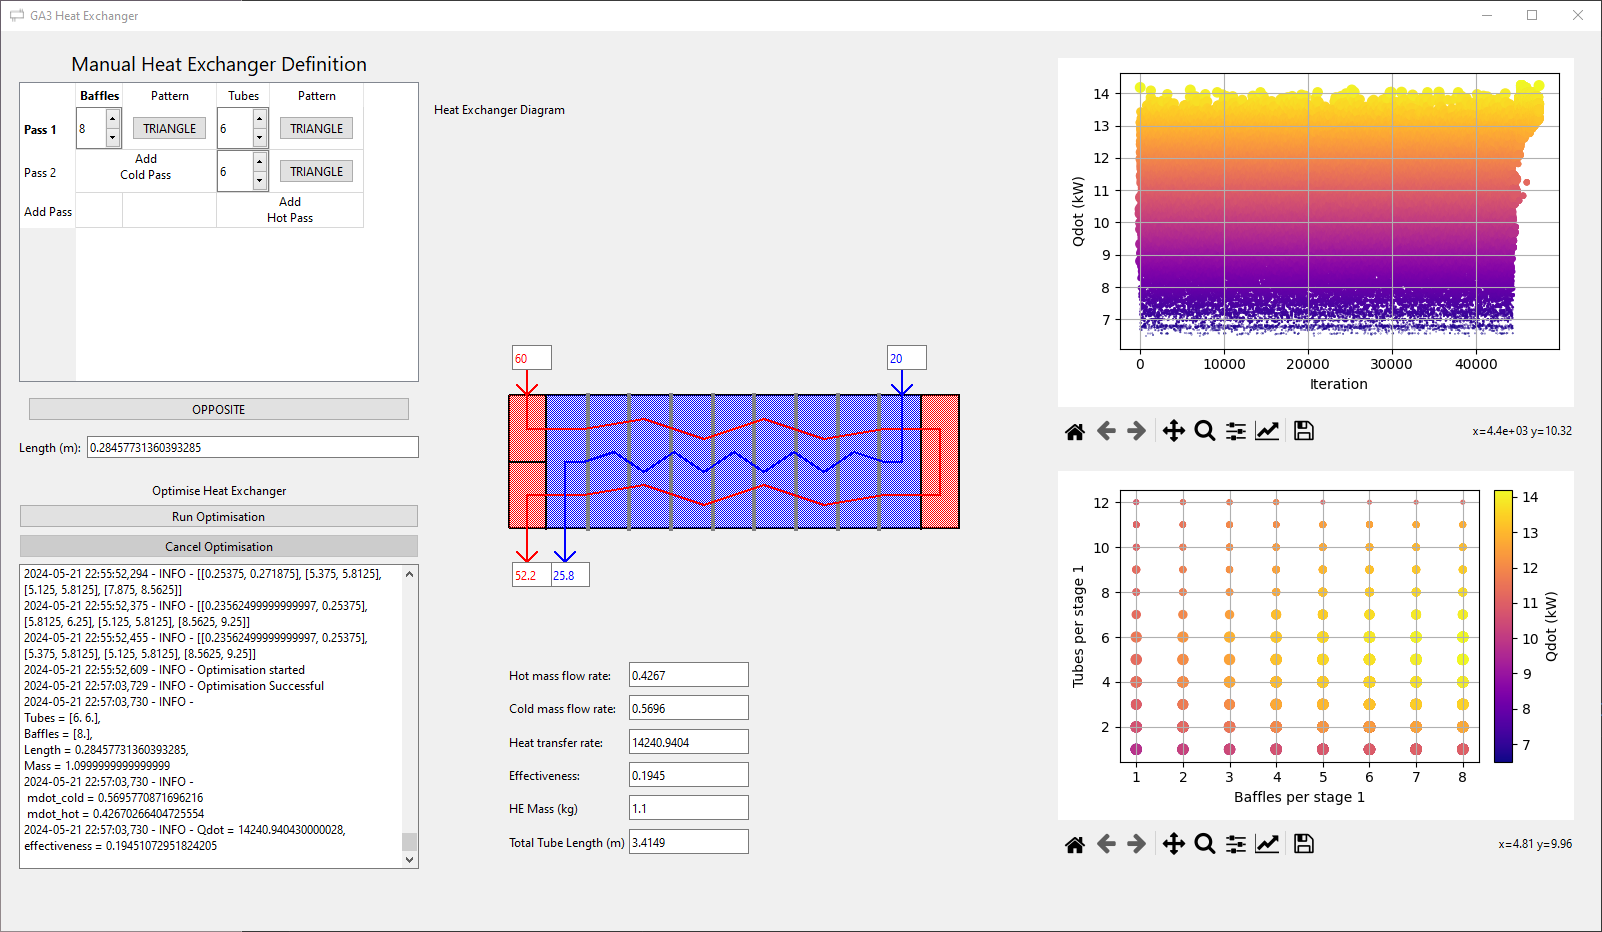 GA3 Heat Exchanger
Manual Heat Exchanger Definition
Baffles Pattern Tubes Pattern
Pass 1 8 TRIANGLE 6 TRIANGLE
Pass 2 Add Cold Pass 6 TRIANGLE
Add Pass Add Hot Pass
OPPOSITE
Length (m): 0.28457731360393285
Optimise Heat Exchanger
Run Optimisation
Cancel Optimisation
2024-05-21 22:55:52,294 - INFO - [[0.25375, 0.271875], [5.375, 5.8125],
[5.125, 5.8125], [7.875, 8.5625]]
2024-05-21 22:55:52,375 - INFO - [[0.23562499999999997, 0.25375],
[5.8125, 6.25], [5.125, 5.8125], [8.5625, 9.25]]
2024-05-21 22:55:52,455 - INFO - [[0.23562499999999997, 0.25375],
[5.375, 5.8125], [5.125, 5.8125], [8.5625, 9.25]]
2024-05-21 22:55:52,609 - INFO - Optimisation started
2024-05-21 22:57:03,729 - INFO - Optimisation Successful
2024-05-21 22:57:03,730 - INFO -
Tubes = [6. 6.],
Baffles = [8.],
Length = 0.28457731360393285,
Mass = 1.0999999999999999
2024-05-21 22:57:03,730 - INFO -
mdot_cold = 0.5695770871696216
mdot_hot = 0.42670266404725554
2024-05-21 22:57:03,730 - INFO - Qdot = 14240.940430000028,
effectiveness = 0.19451072951824205
Heat Exchanger Diagram
60 20
52.2 25.8
Hot mass flow rate: 0.4267
Cold mass flow rate: 0.5696
Heat transfer rate: 14240.9404
Effectiveness: 0.1945
HE Mass (kg) 1.1
Total Tube Length (m) 3.4149
Qdot (kW)
14
13
12
11
10
9
8
7
0 10000 20000 30000 40000
Iteration
x=4.4e+03 y=10.32
Tubes per stage 1
12
10
8
6
4
2
1 2 3 4 5 6 7 8
Baffles per stage 1
14
13
12
11
10
9
8
7
Qdot (kW)
x=4.81 y=9.96